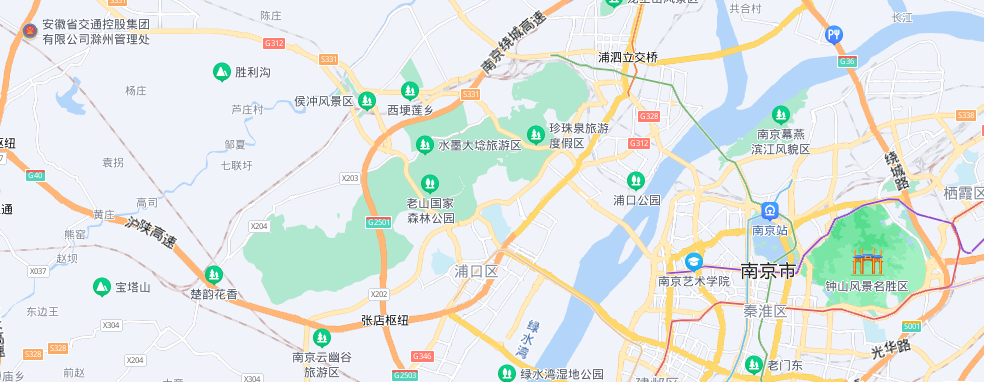 陈庄
龙王山风景区
共合村
长江
安徽省交通控股集团
有限公司滁州管理处
G312
南京绕城高速
S331
胜利沟
浦泗立交桥
G36
杨庄
侯冲风景区
西埂莲乡
S331
芦庄村
G328
S338
珍珠泉旅游
度假区
南京幕燕
滨江风貌区
邹夏
水墨大埝旅游区
G312
绕城路
袁拐
七联圩
X203
G40
老山国家
森林公园
浦口公园
栖霞区
高司
黄庄
沪陕高速
X204
G2501
南京站
熊窑
赵坝
X037
浦口区
南京艺术学院
南京市
钟山风景名胜区
宝塔山
楚韵花香
X202
东边王
X304
张店枢纽
绿水湾
秦淮区
S001
S328
S328
X204
南京云幽谷
旅游区
G346
光华路
老门东
前赵
X304
G2503
绿水湾湿地公园